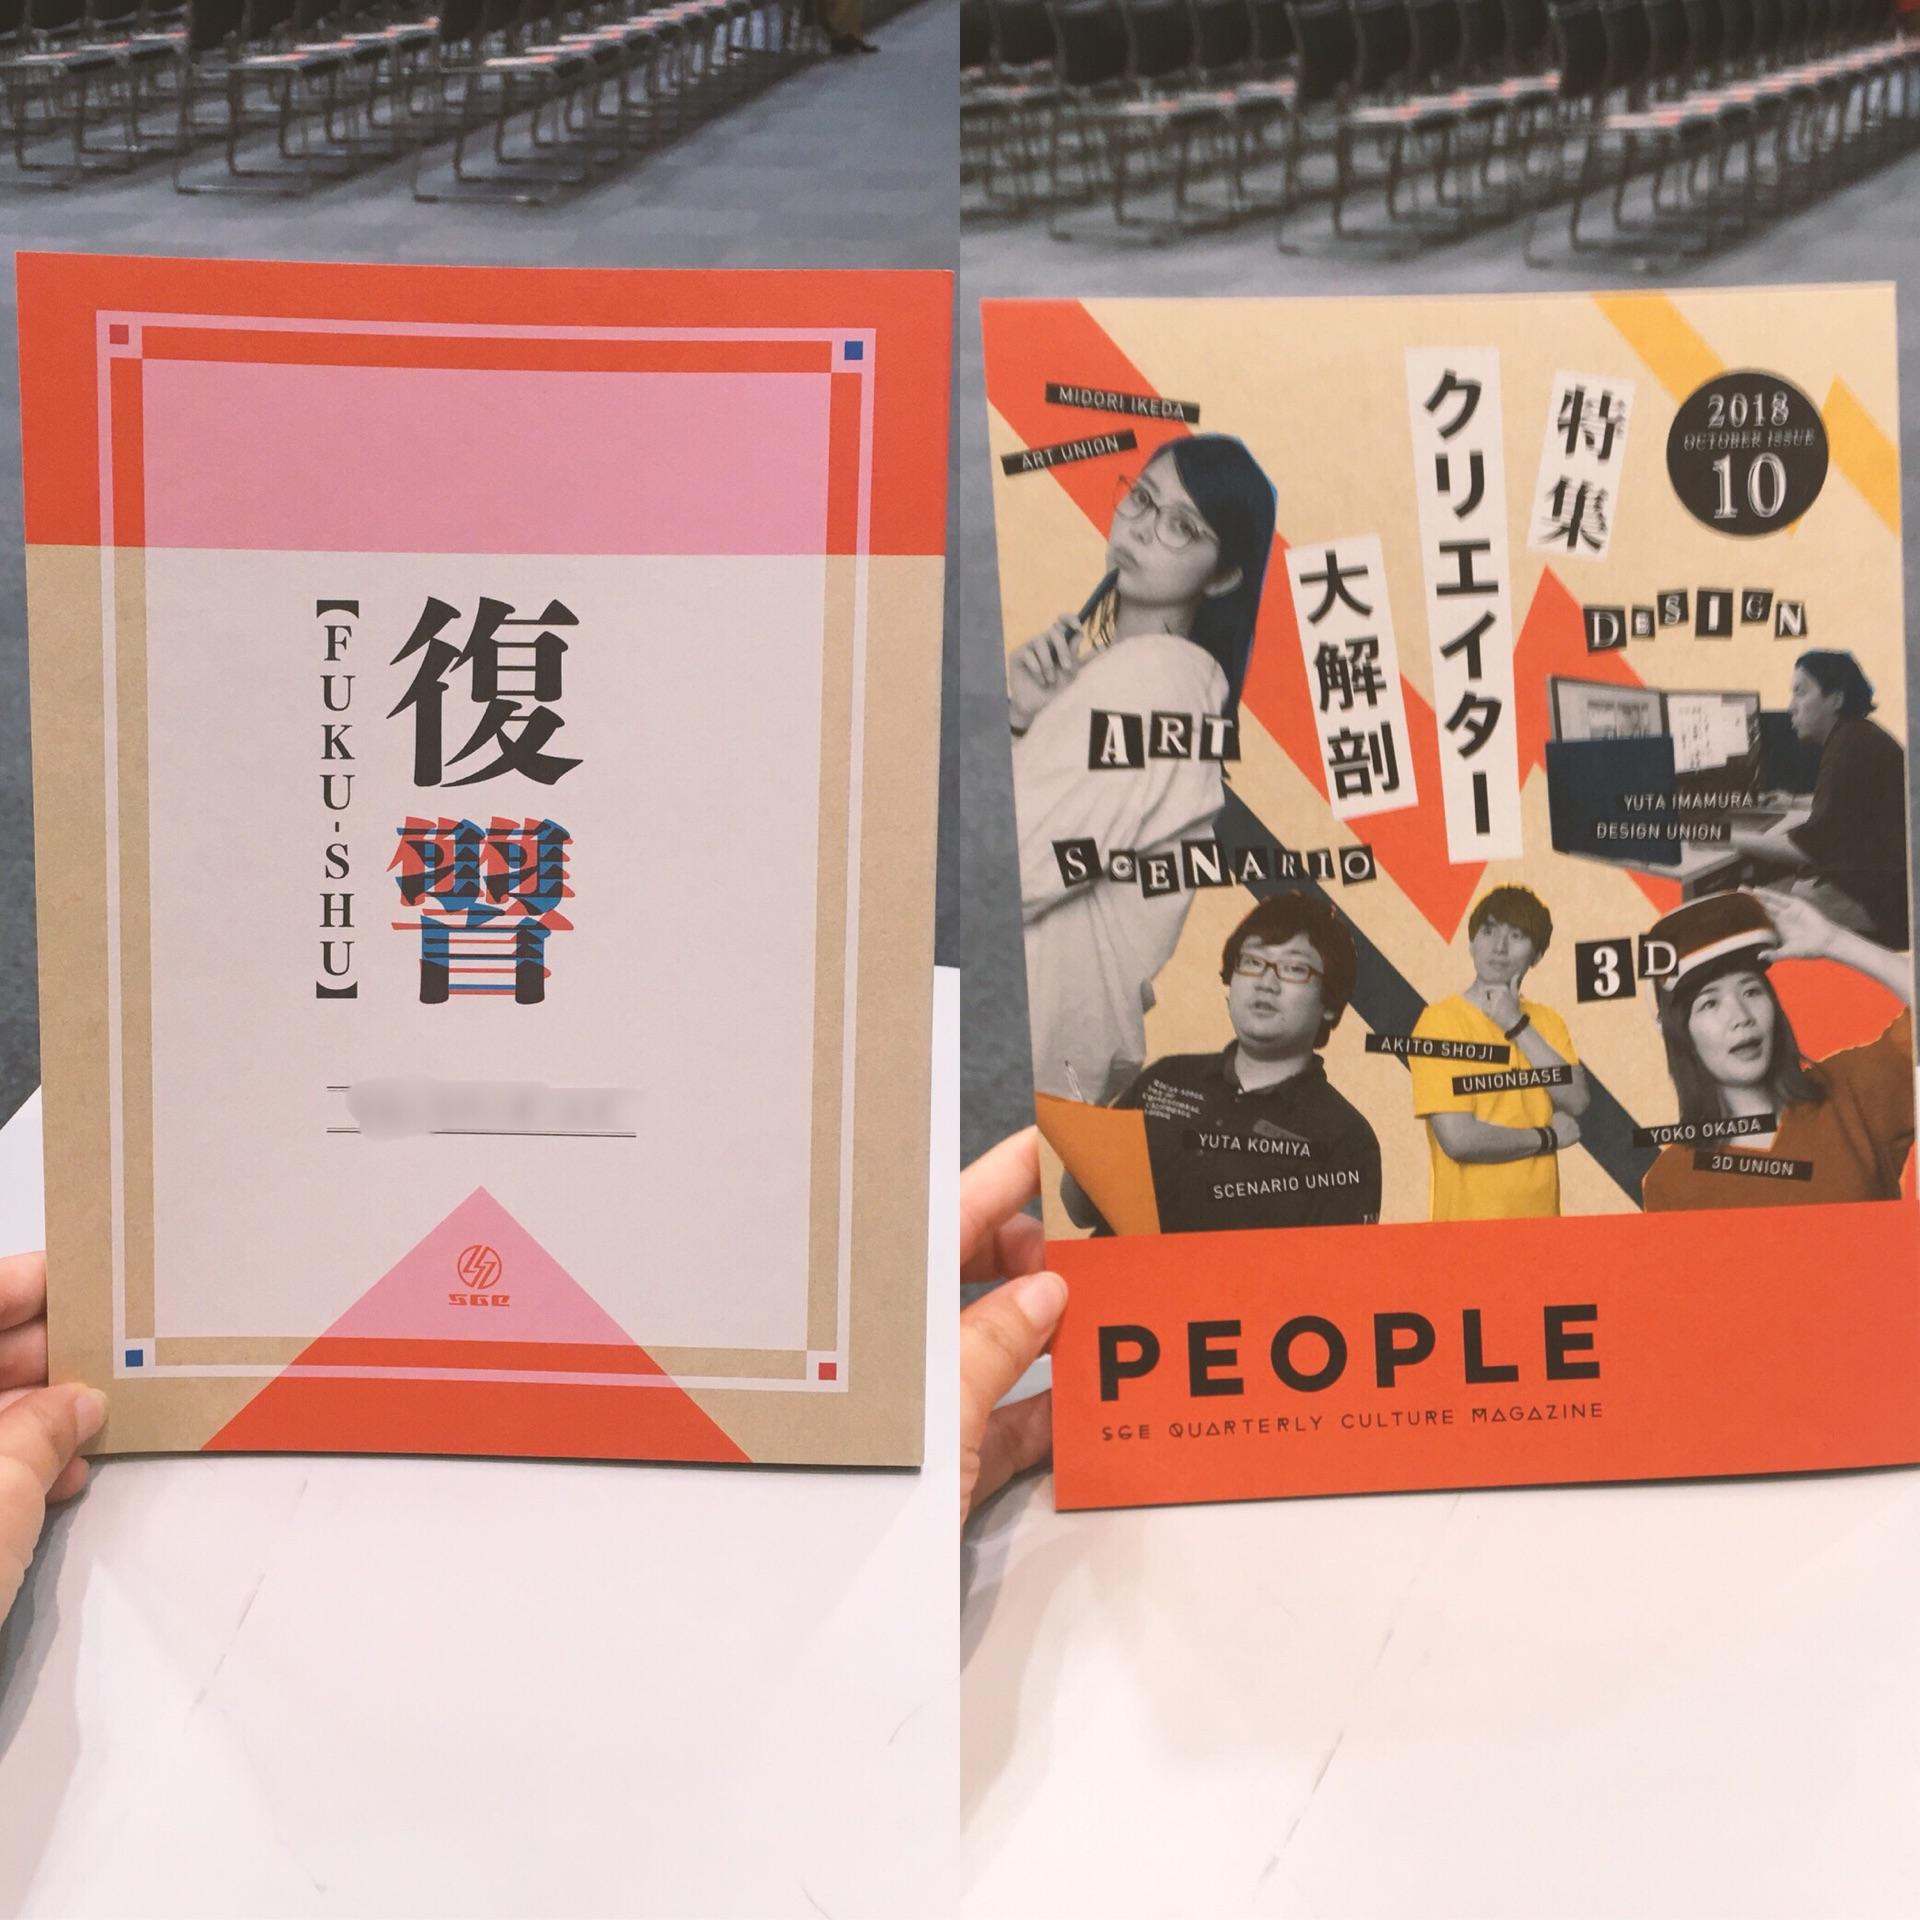 復讐
【FUKU-SHU】
SGE
2018
OCTOBER ISSUE
10
特集
クリエイター
大解剖
MIDORI IKEDA
ART UNION
ART
DESIGN
YUTA IMAMURA
DESIGN UNION
SCENARIO
YUTA KOMIYA
SCENARIO UNION
AKITO SHOJI
UNIONBASE
3D
YOKO OKADA
3D UNION
PEOPLE
SGE QUARTERLY CULTURE MAGAZINE